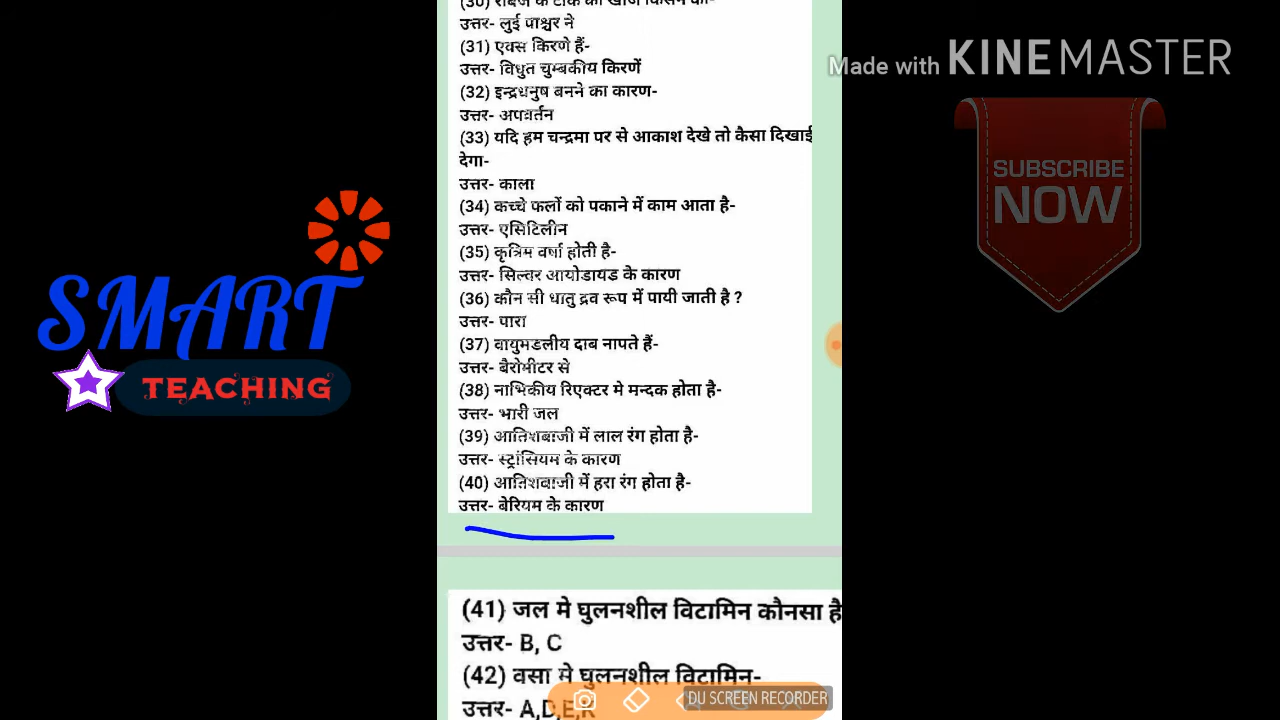 (30) रेबिज के टीके की खोज किसने की-
उत्तर- लुई पाश्चर ने
(31) एक्स किरणे हैं-
उत्तर- विधुत चुम्बकीय किरणें
(32) इन्द्रधनुष बनने का कारण-
उत्तर- अपवर्तन
(33) यदि हम चन्द्रमा पर से आकाश देखे तो कैसा दिखाई
देगा-
उत्तर- काला
(34) कच्चे फलों को पकाने में काम आता है-
उत्तर- एसिटिलीन
(35) कृत्रिम वर्षा होती है-
उत्तर- सिल्वर आयोडायड के कारण
(36) कौन सी धातु द्रव रूप में पायी जाती है ?
उत्तर- पारा
(37) वायुमडलीय दाब नापते हैं-
उत्तर- बैरोमीटर से
(38) नाभिकीय रिएक्टर मे मन्दक होता है-
उत्तर- भारी जल
(39) आतिशबाजी में लाल रंग होता है-
उत्तर- स्ट्रांसियम के कारण
(40) आतिशबाजी में हरा रंग होता है-
उत्तर- बेरियम के कारण
(41) जल मे घुलनशील विटामिन कौनसा है
उत्तर- B, C
(42) वसा मे घुलनशील विटामिन-
उत्तर- A,D,E,K
SMART
TEACHING
Made with KINEMASTER
SUBSCRIBE
NOW
DU SCREEN RECORDER